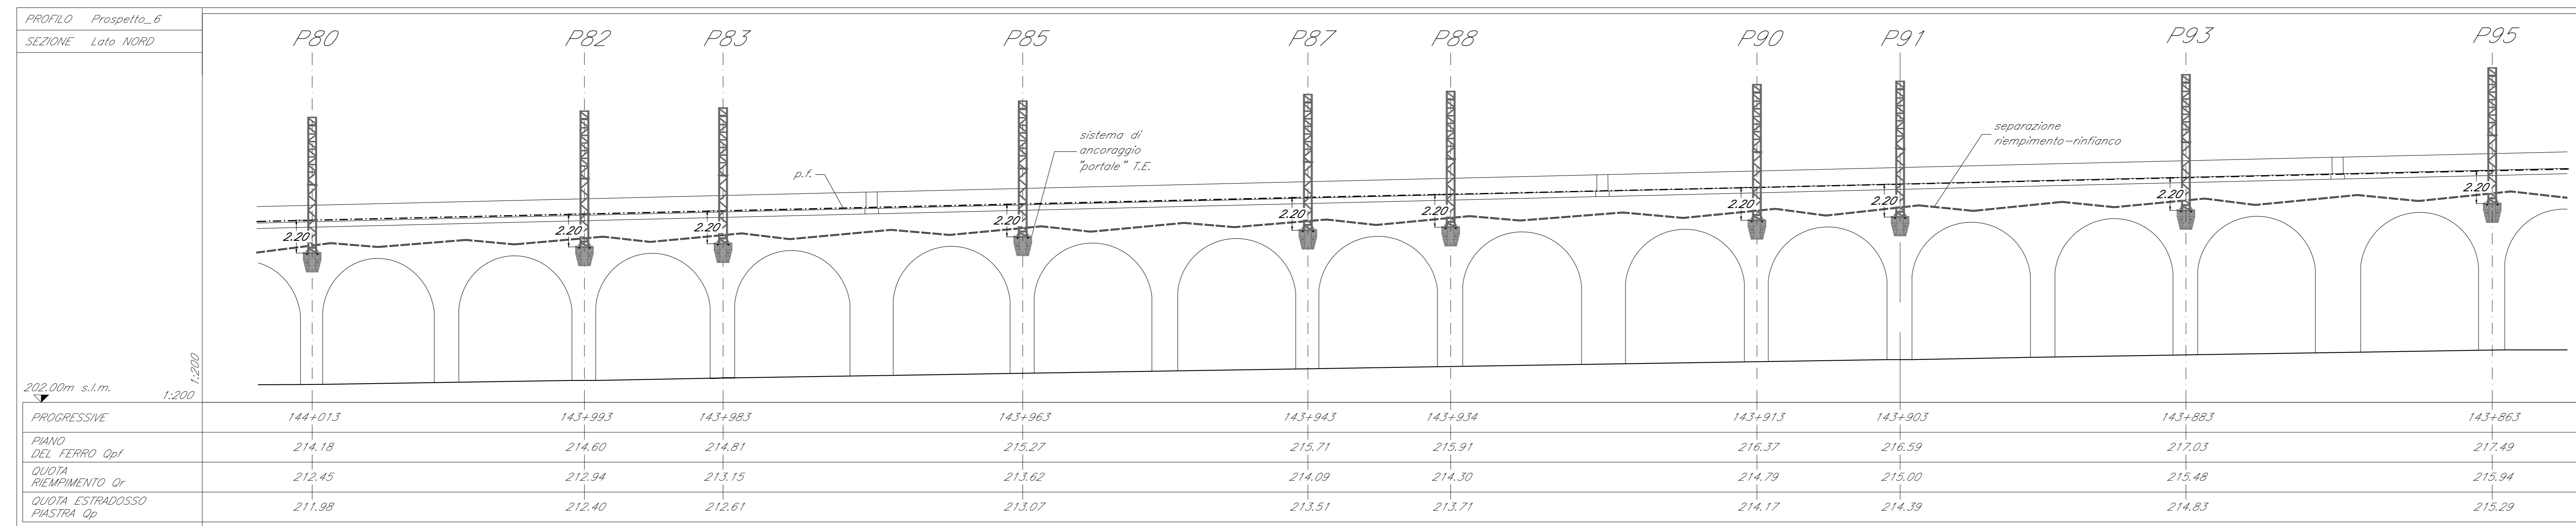 PROFILO Prospetto_6
SEZIONE Lato NORD
P80 P82 P83 P85 P87 P88 P90 P91 P93 P95
sistema di
ancoraggio
"portale" T.E.
separazione
riempimento-rinfianco
p.f.
2.20 2.20 2.20 2.20 2.20 2.20 2.20 2.20 2.20 2.20
1:200
202.00m s.l.m.
1:200
PROGRESSIVE 144+013 143+993 143+983 143+963 143+943 143+934 143+913 143+903 143+883 143+863
PIANO
DEL FERRO Qpf 214.18 214.60 214.81 215.27 215.71 215.91 216.37 216.59 217.03 217.49
QUOTA
RIEMPIMENTO Qr 212.45 212.94 213.15 213.62 214.09 214.30 214.79 215.00 215.48 215.94
QUOTA ESTRADOSSO
PIASTRA Qp 211.98 212.40 212.61 213.07 213.51 213.71 214.17 214.39 214.83 215.29